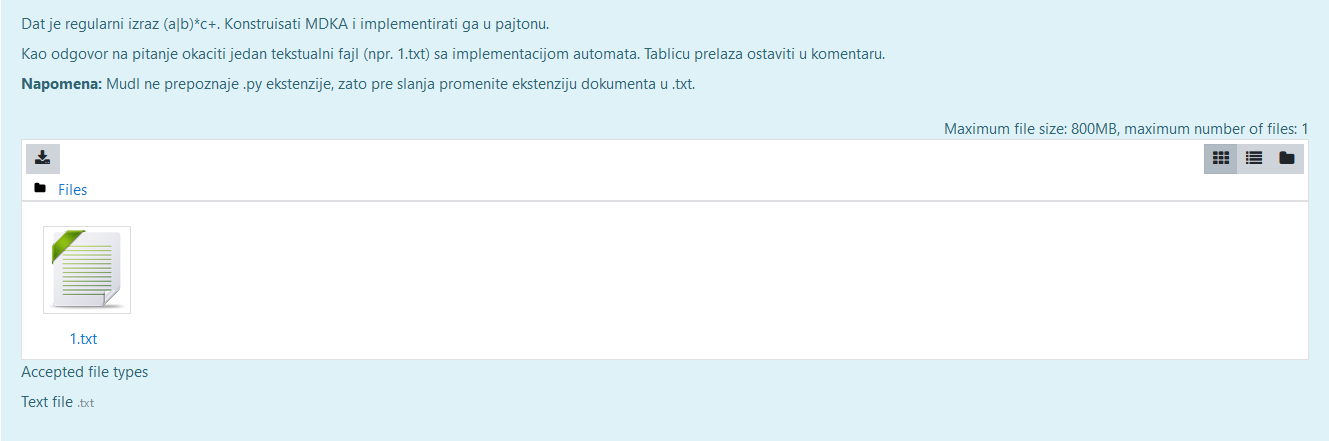 Dat je regularni izraz (a|b)*c+. Konstruisati MDKA i implementirati ga u pajtonu.
Kao odgovor na pitanje okaciti jedan tekstualni fajl (npr. 1.txt) sa implementacijom automata. Tablicu prelaza ostaviti u komentaru.
Napomena: Mudl ne prepoznaje .py ekstenzije, zato pre slanja promenite ekstenziju dokumenta u .txt.
Maximum file size: 800MB, maximum number of files: 1
Files
1.txt
Accepted file types
Text file .txt